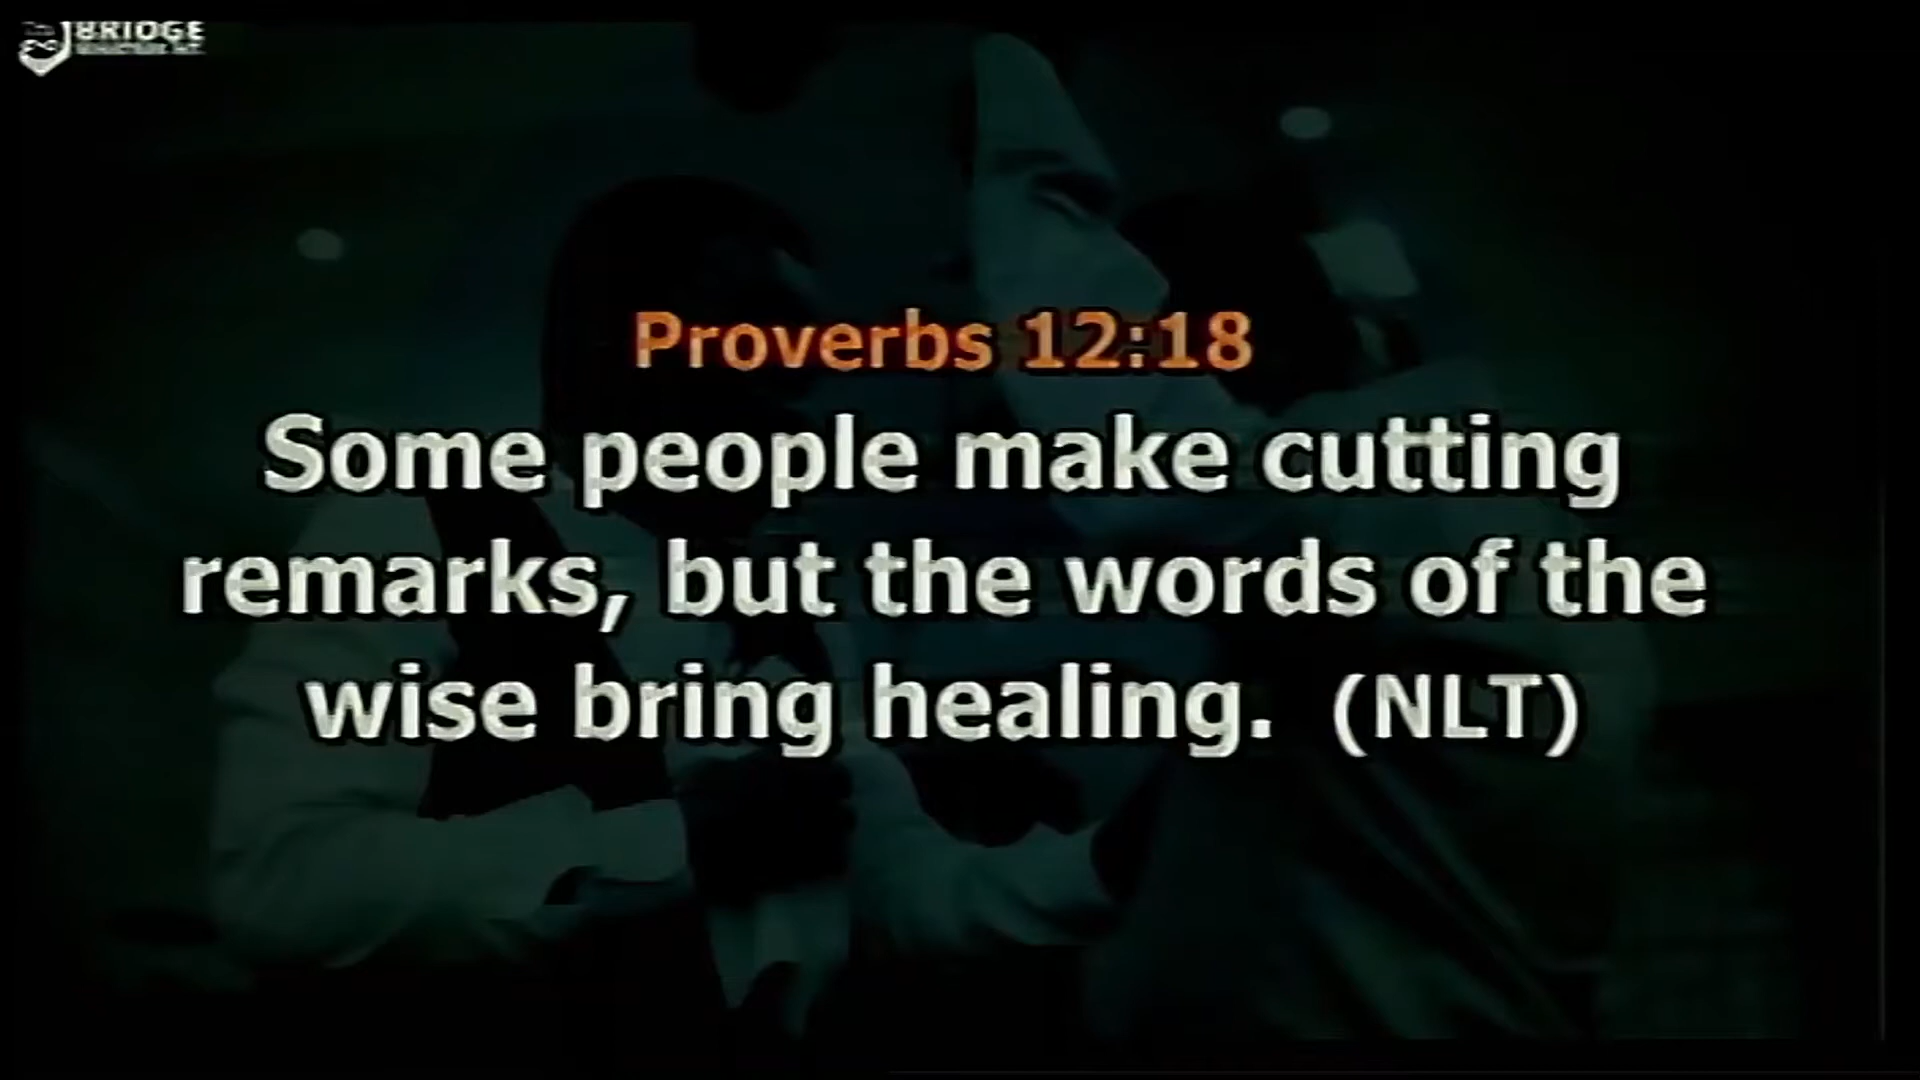 BRIDGE
Proverbs 12:18
Some people make cutting
remarks, but the words of the
wise bring healing. (NLT)